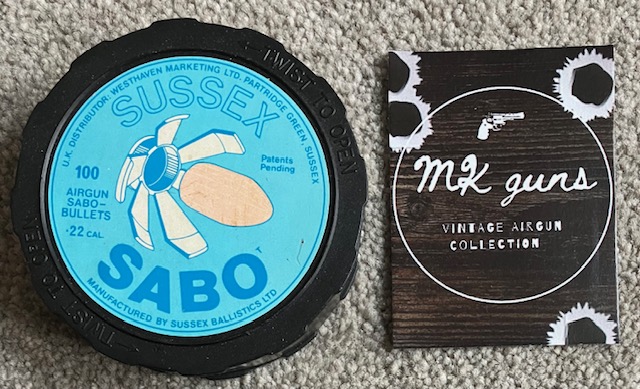 TWIST TO OPEN
TWIST TO OPEN
U.K. DISTRIBUTOR: WESTHAVEN MARKETING LTD. PARTRIDGE GREEN, SUSSEX
SUSSEX
Patents
Pending
100
AIRGUN
SABO-
BULLETS
·22 CAL.
SABO
T
MANUFACTURED BY SUSSEX BALLISTICS LTD
MK guns
VINTAGE AIRGUN
COLLECTION